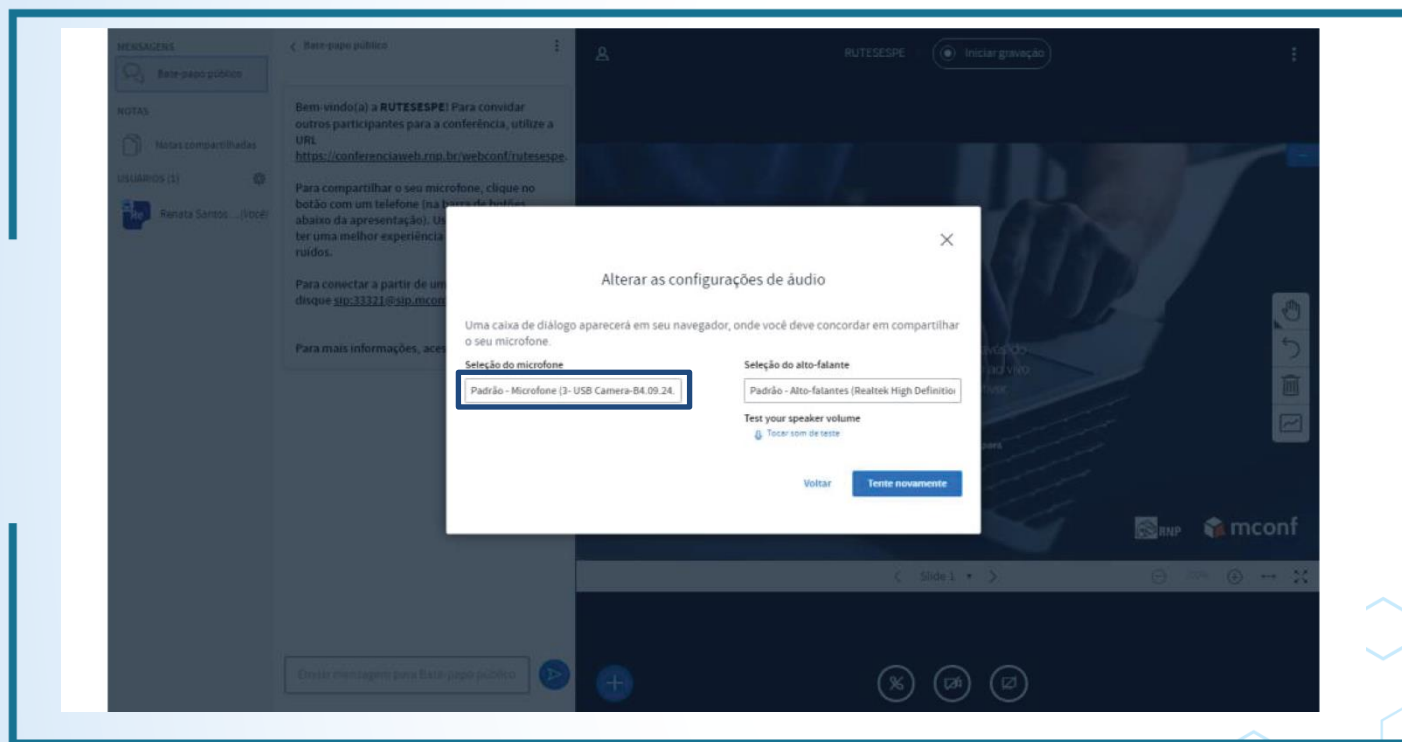 MENSAGENS
Bate-papo público
NOTAS
Notas compartilhadas
USUÁRIOS (1)
Renata Santos ... (Você)
Bate-papo público
Bem-vindo(a) a RUTESESPE! Para convidar
outros participantes para a conferência, utilize a
URL
https://conferenciaweb.rnp.br/webconf/rutesespe.
Para compartilhar o seu microfone, clique no
botão com um telefone (na barra de botões
abaixo da apresentação). Us
ter uma melhor experiência
ruídos.
Para conectar a partir de um
disque sip:33321@sip.mcon
Para mais informações, aces
Enviar mensagem para Bate-papo público
RUTESESPE
Iniciar gravação
Alterar as configurações de áudio
Uma caixa de diálogo aparecerá em seu navegador, onde você deve concordar em compartilhar
o seu microfone.
Seleção do microfone
Padrão - Microfone (3- USB Camera-B4.09.24.
Seleção do alto-falante
Padrão - Alto-falantes (Realtek High Definition
Test your speaker volume
Tocar som de teste
Voltar
Tente novamente
ao vivo
para
RNP
mconf
Slide 1